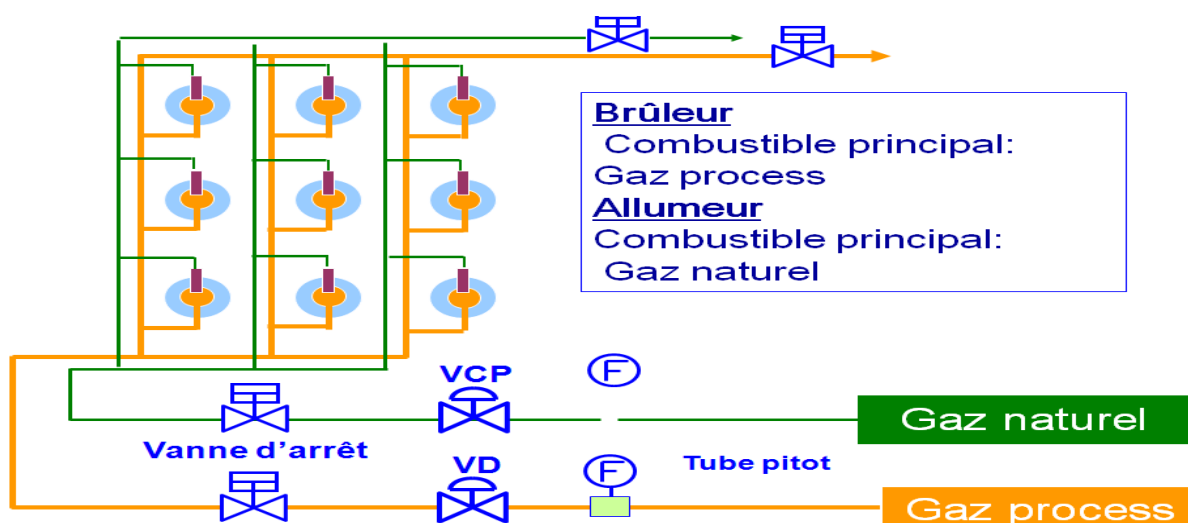 Brûleur
Combustible principal:
Gaz process
Allumeur
Combustible principal:
Gaz naturel
VCP
F
Gaz naturel
Vanne d'arrêt
VD
F
Tube pitot
Gaz process